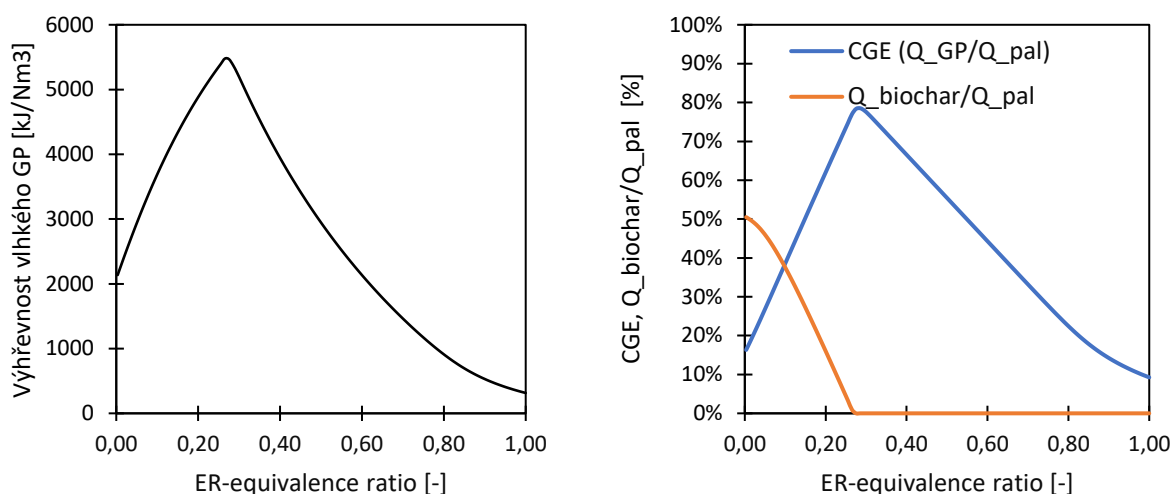 Výhřevnost vlhkého GP [kJ/Nm3]
6000
5000
4000
3000
2000
1000
0
0,00 0,20 0,40 0,60 0,80 1,00
ER-equivalence ratio [-]
CGE, Q_biochar/Q_pal [%]
100%
90%
80%
70%
60%
50%
40%
30%
20%
10%
0%
CGE (Q_GP/Q_pal)
Q_biochar/Q_pal
0,00 0,20 0,40 0,60 0,80 1,00
ER-equivalence ratio [-]